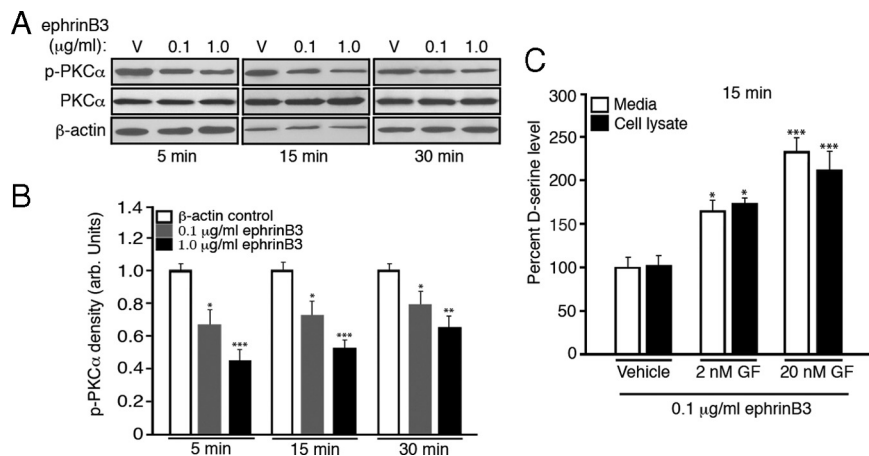 A
ephrinB3
(μg/ml): V 0.1 1.0 V 0.1 1.0 V 0.1 1.0
p-PKCα
PKCα
β-actin
5 min 15 min 30 min
B
p-PKCα density (arb. Units)
1.4
1.2
1.0
0.8
0.6
0.4
0.2
0
β-actin control
0.1 μg/ml ephrinB3
1.0 μg/ml ephrinB3
* *** * *** * **
5 min 15 min 30 min
C
15 min
Percent D-serine level
300
250
200
150
100
50
0
Media
Cell lysate
* * *** ***
Vehicle 2 nM GF 20 nM GF
0.1 μg/ml ephrinB3